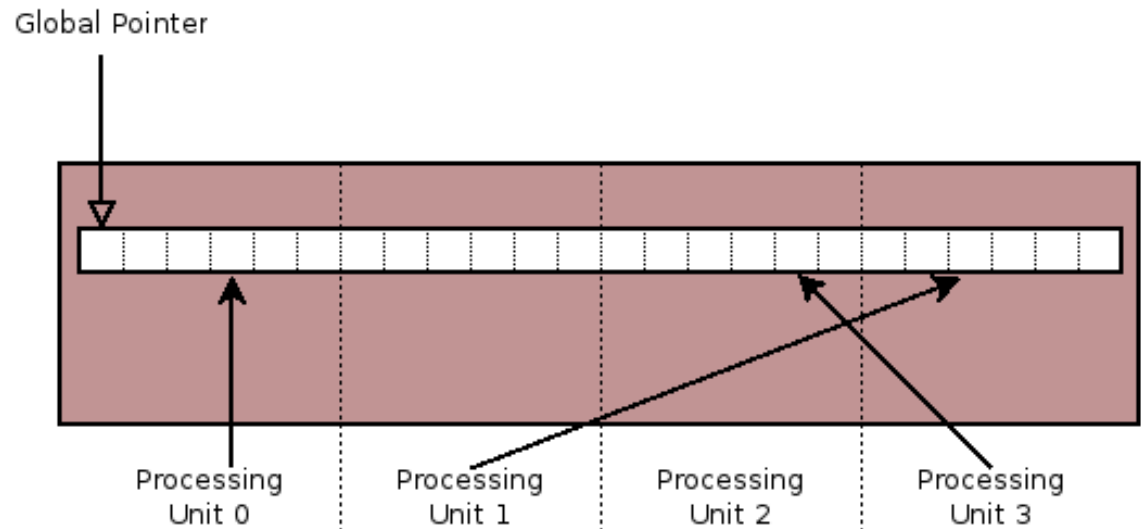 Global Pointer
Processing
Unit 0
Processing
Unit 1
Processing
Unit 2
Processing
Unit 3